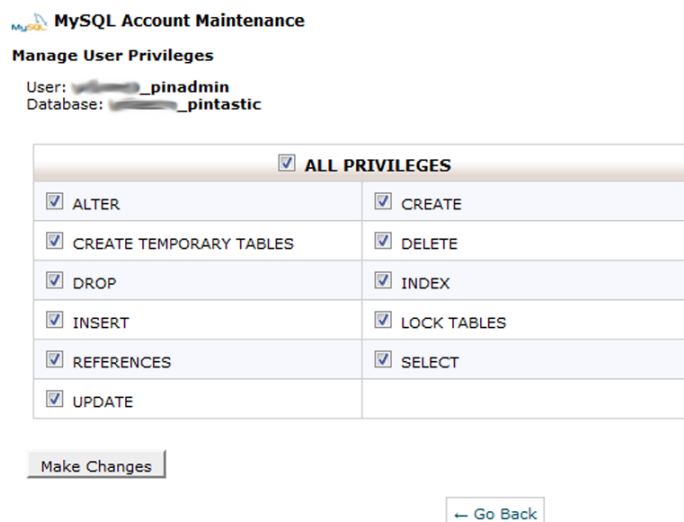 MySQL MySQL Account Maintenance
Manage User Privileges
User: _pinadmin
Database: _pintastic
ALL PRIVILEGES
ALTER CREATE
CREATE TEMPORARY TABLES DELETE
DROP INDEX
INSERT LOCK TABLES
REFERENCES SELECT
UPDATE
Make Changes
← Go Back